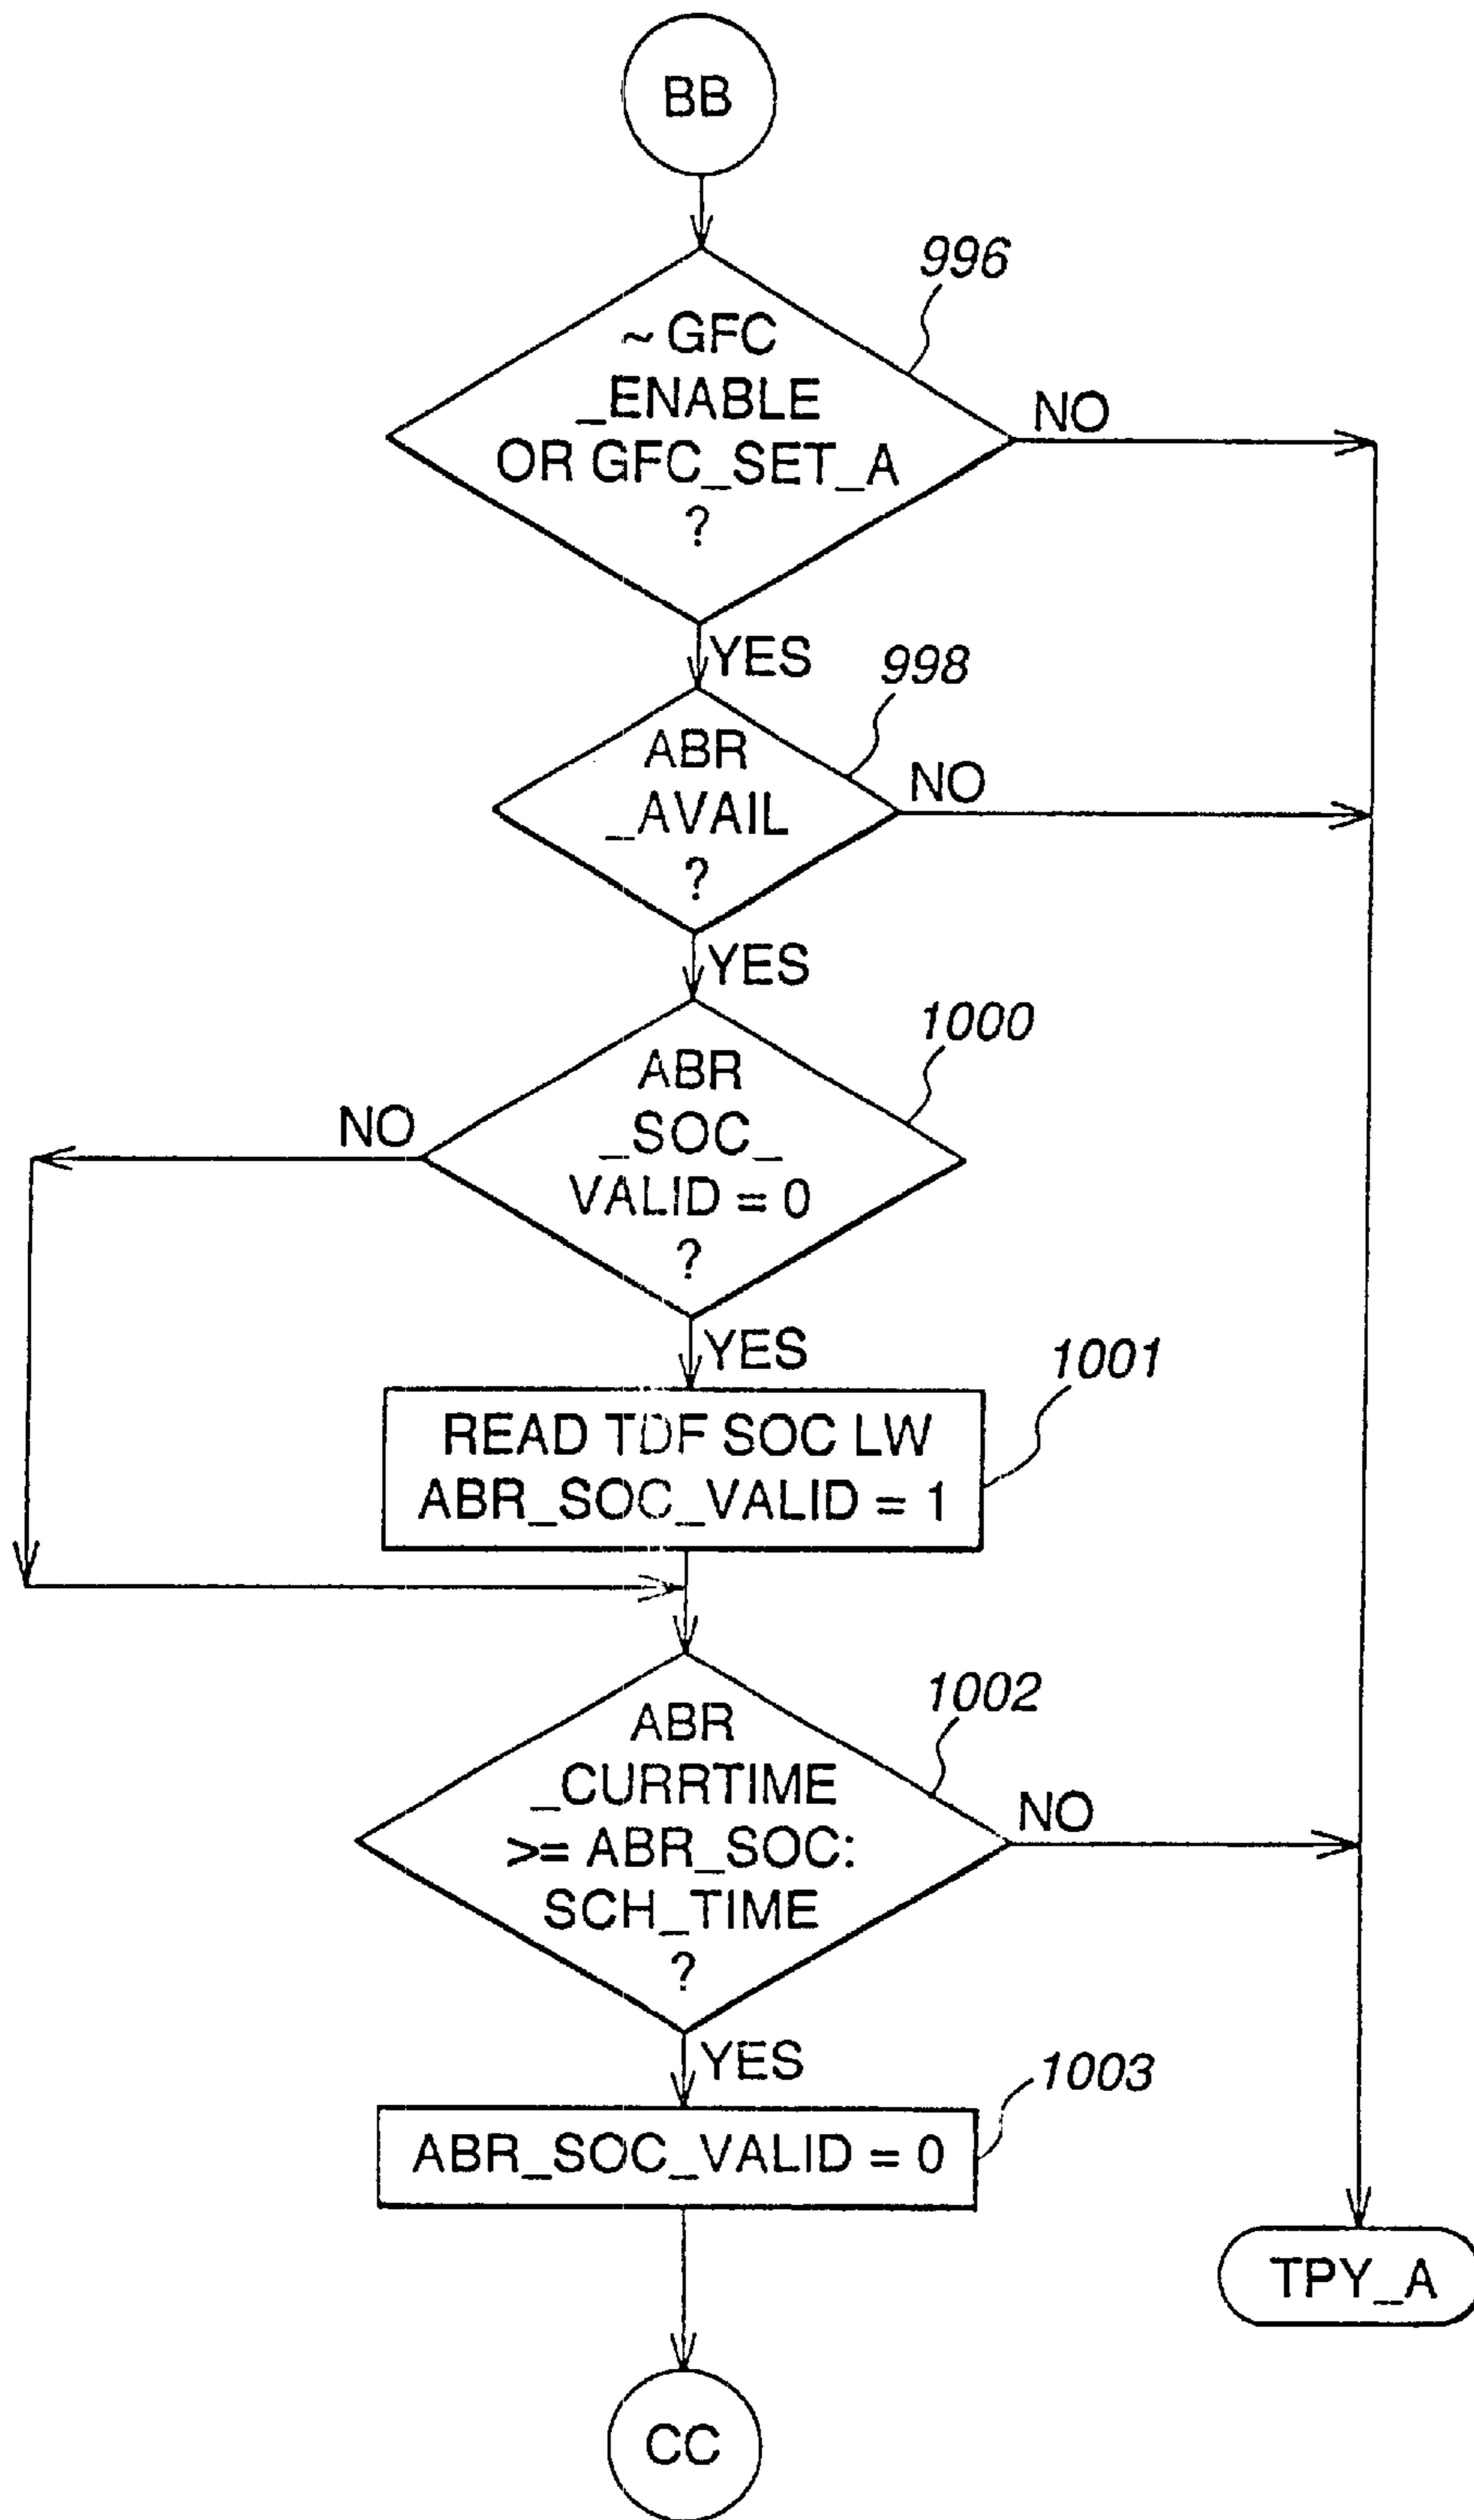 BB
996
~ GFC
_ENABLE
OR GFC_SET_A
?
NO
YES
998
ABR
_AVAIL
?
NO
YES
1000
ABR
_SOC_
VALID = 0
?
NO
YES
1001
READ TDF SOC LW
ABR_SOC_VALID = 1
1002
ABR
_CURRTIME
>= ABR_SOC:
SCH_TIME
?
NO
YES
1003
ABR_SOC_VALID = 0
TPY_A
CC